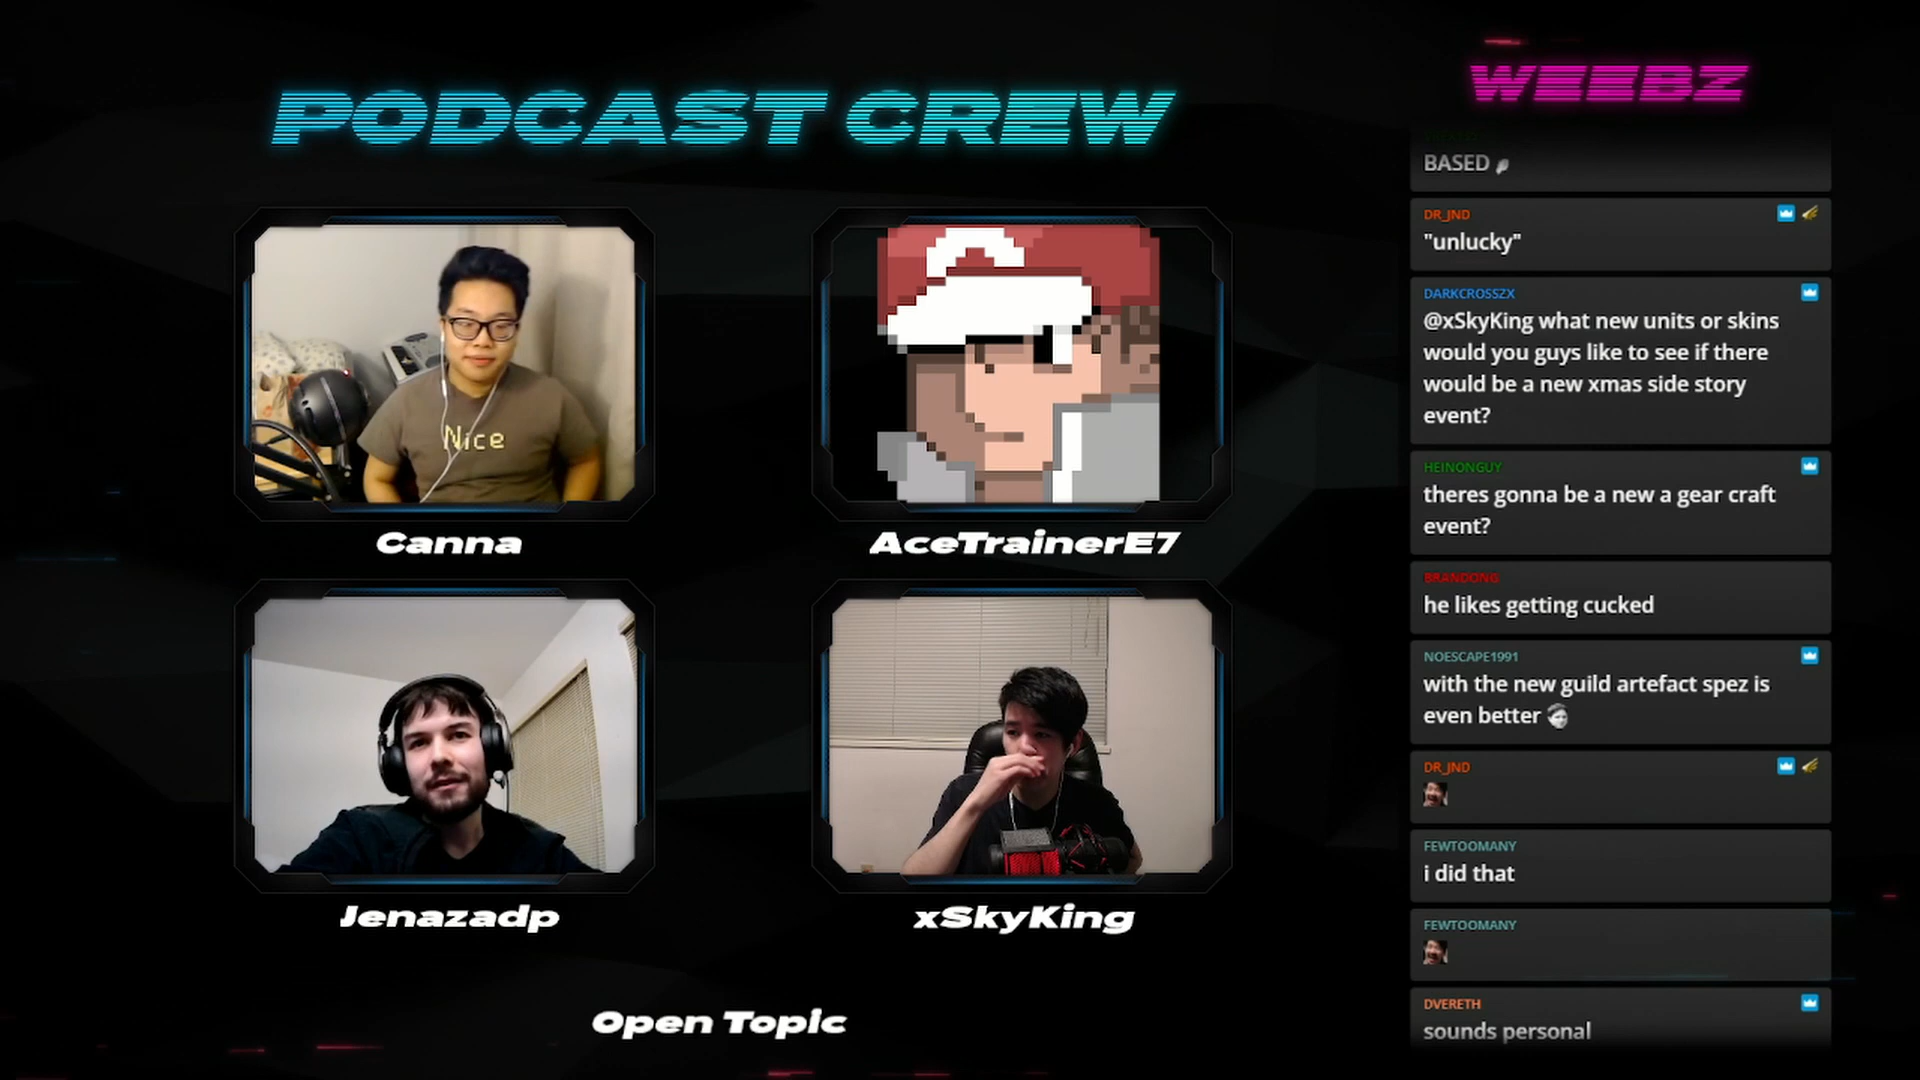 PODCAST CREW
Nice
Canna
AceTrainerE7
Jenazadp
xSkyKing
Open Topic
WEEBZ
BASED
DR_JND
"unlucky"
DARKCROSSZX
@xSkyKing what new units or skins
would you guys like to see if there
would be a new xmas side story
event?
HEINONGUY
theres gonna be a new a gear craft
event?
BRANDONG
he likes getting cucked
NOESCAPE1991
with the new guild artefact spez is
even better
DR_JND
FEWTOOMANY
i did that
FEWTOOMANY
DVERETH
sounds personal